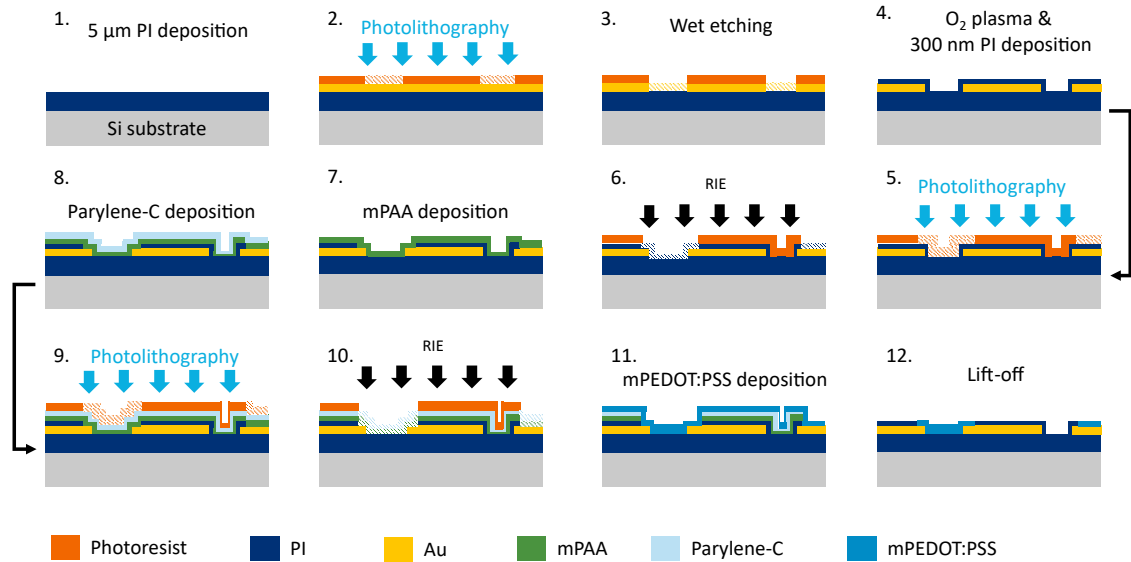 1.
5 µm PI deposition
Si substrate
2.
Photolithography
3.
Wet etching
4.
O2 plasma &
300 nm PI deposition
8.
Parylene-C deposition
7.
mPAA deposition
6.
RIE
5.
Photolithography
9.
Photolithography
10.
RIE
11.
mPEDOT:PSS deposition
12.
Lift-off
Photoresist
PI
Au
mPAA
Parylene-C
mPEDOT:PSS